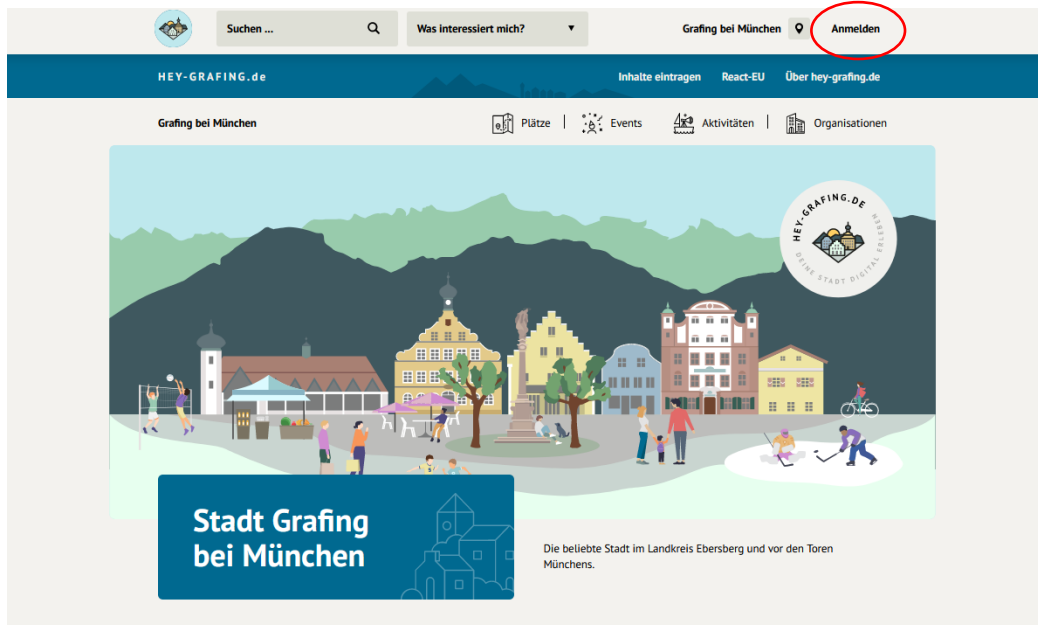 Suchen ...
Was interessiert mich?
Grafing bei München
Anmelden
HEY-GRAFING.de
Inhalte eintragen
React-EU
Über hey-grafing.de
Grafing bei München
Plätze
Events
Aktivitäten
Organisationen
HEY-GRAFING.DE
DEINE STADT DIGITAL ERLEBEN
Stadt Grafing
bei München
Die beliebte Stadt im Landkreis Ebersberg und vor den Toren
Münchens.